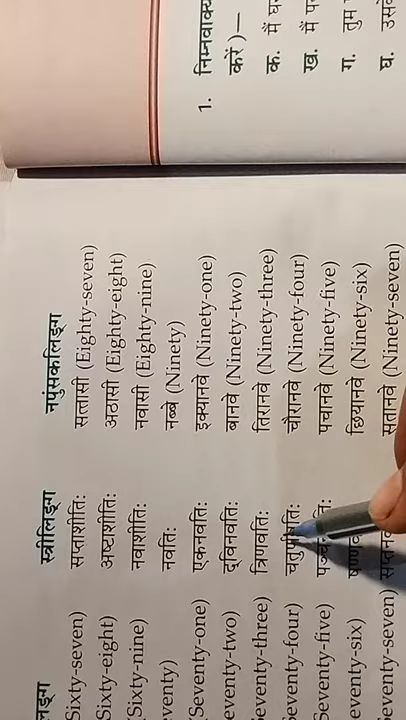 1. निम्नवाक्य
करें)—
क. मैं घ
ख. मैं प
ग. तुम
घ. उस
लिङ्ग स्त्रीलिङ्ग नपुंसकलिङ्ग
Sixty-seven) सप्ताशीतिः सत्तासी (Eighty-seven)
Sixty-eight) अष्टाशीतिः अठासी (Eighty-eight)
(Sixty-nine) नवाशीतिः नवासी (Eighty-nine)
venty) नवतिः नब्बे (Ninety)
(Seventy-one) एकनवतिः इक्यानवे (Ninety-one)
eventy-two) द्विनवतिः बानवे (Ninety-two)
eventy-three) त्रिणवतिः तिरानवे (Ninety-three)
eventy-four) चौरानवे (Ninety-four)
Seventy-five) पचानवे (Ninety-five)
eventy-six) छियानवे (Ninety-six)
eventy-seven) सतानवे (Ninety-seven)